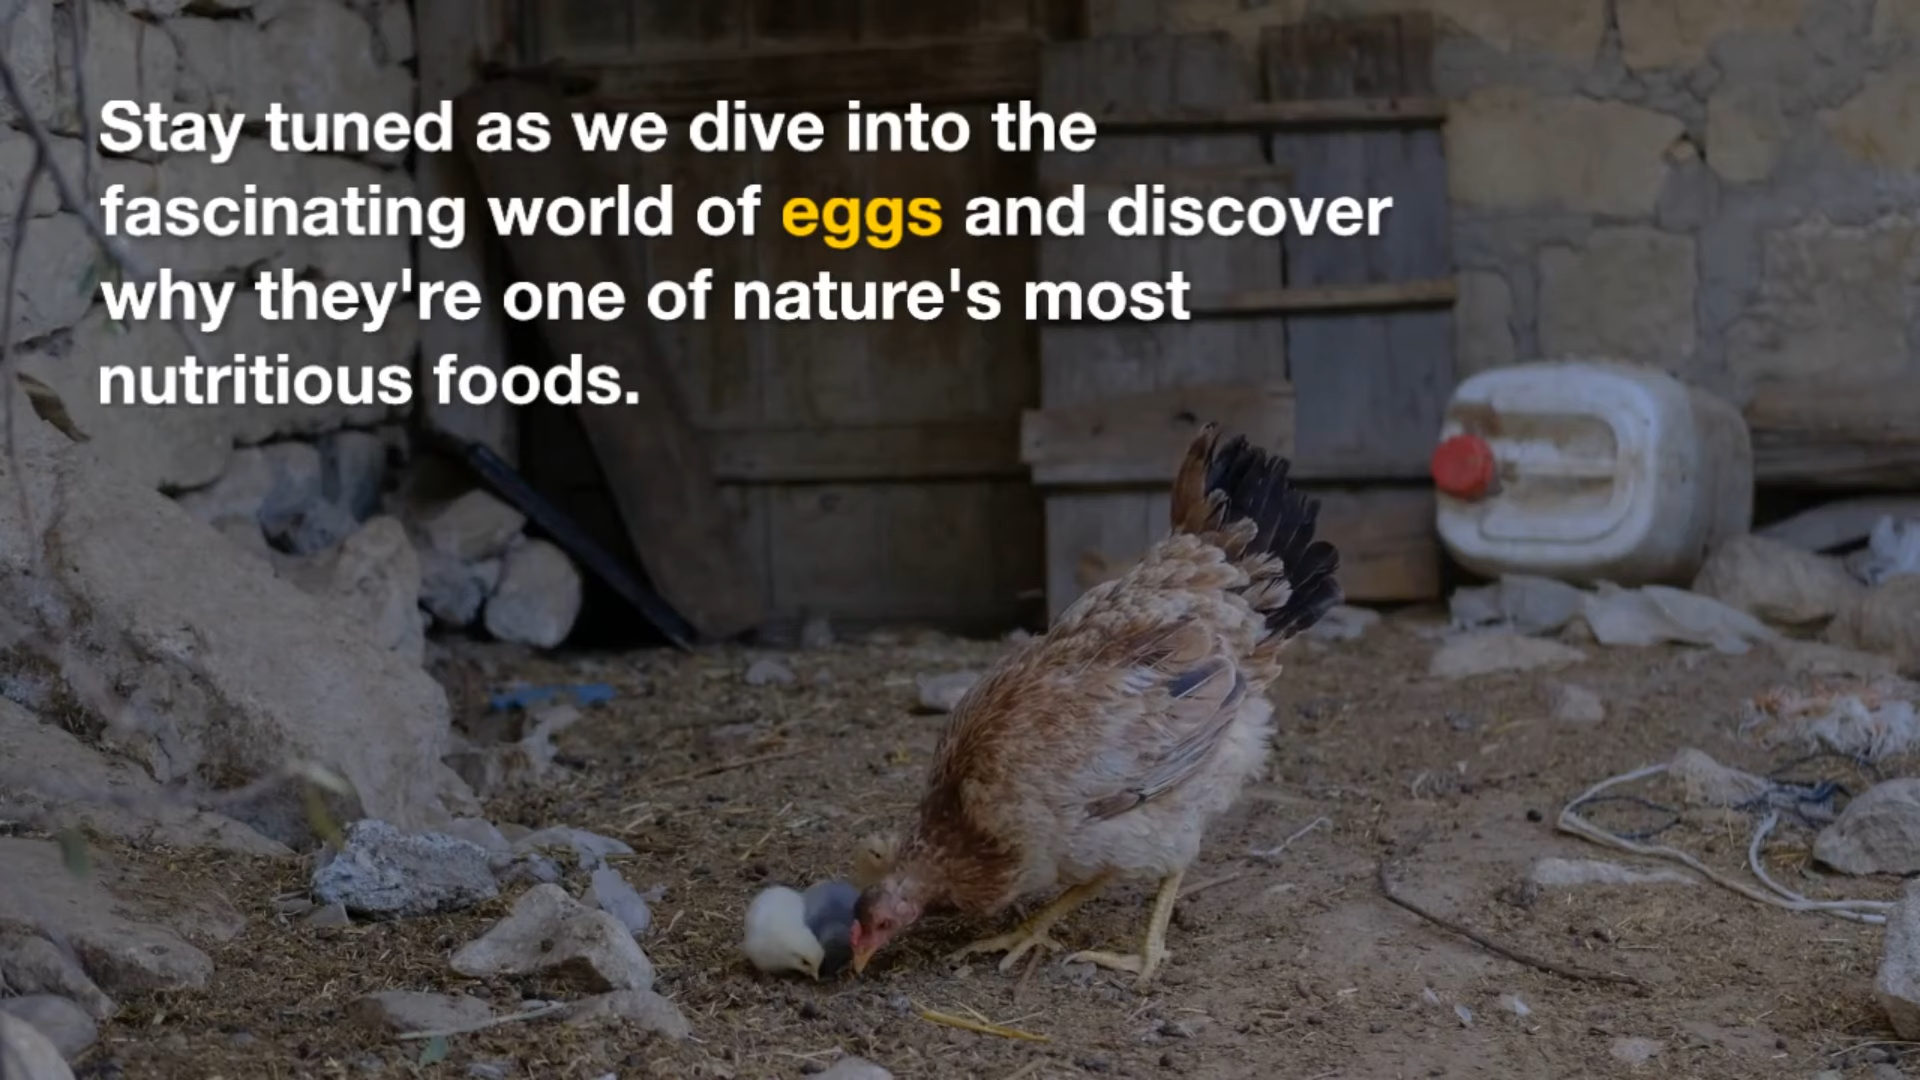 Stay tuned as we dive into the
fascinating world of eggs and discover
why they're one of nature's most
nutritious foods.